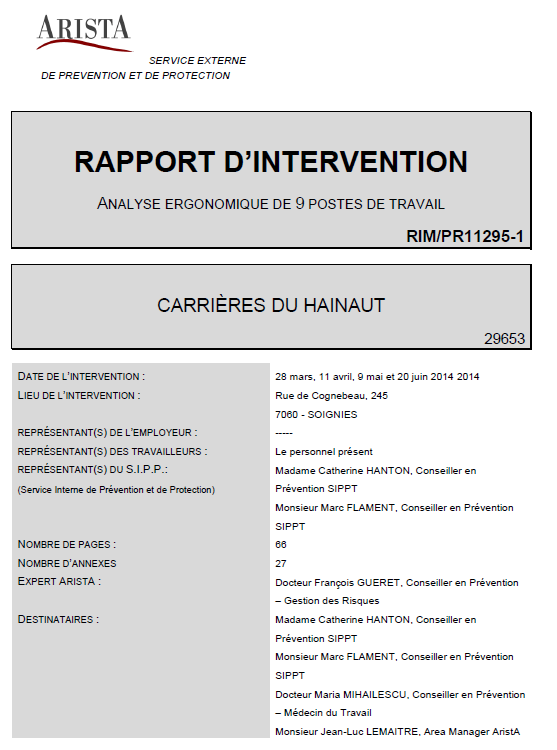 ARISTA
SERVICE EXTERNE
DE PREVENTION ET DE PROTECTION
RAPPORT D'INTERVENTION
ANALYSE ERGONOMIQUE DE 9 POSTES DE TRAVAIL
RIM/PR11295-1
CARRIÈRES DU HAINAUT
29653
DATE DE L'INTERVENTION : 28 mars, 11 avril, 9 mai et 20 juin 2014 2014
LIEU DE L'INTERVENTION : Rue de Cognebeau, 245
7060 - SOIGNIES
REPRÉSENTANT(S) DE L'EMPLOYEUR : -----
REPRÉSENTANT(S) DES TRAVAILLEURS : Le personnel présent
REPRÉSENTANT(S) DU S.I.P.P.: Madame Catherine HANTON, Conseiller en
(Service Interne de Prévention et de Protection) Prévention SIPPT
Monsieur Marc FLAMENT, Conseiller en Prévention
SIPPT
NOMBRE DE PAGES : 66
NOMBRE D'ANNEXES 27
EXPERT ARISTA : Docteur François GUERET, Conseiller en Prévention
– Gestion des Risques
DESTINATAIRES : Madame Catherine HANTON, Conseiller en
Prévention SIPPT
Monsieur Marc FLAMENT, Conseiller en Prévention
SIPPT
Docteur Maria MIHAILESCU, Conseiller en Prévention
– Médecin du Travail
Monsieur Jean-Luc LEMAITRE, Area Manager AristA